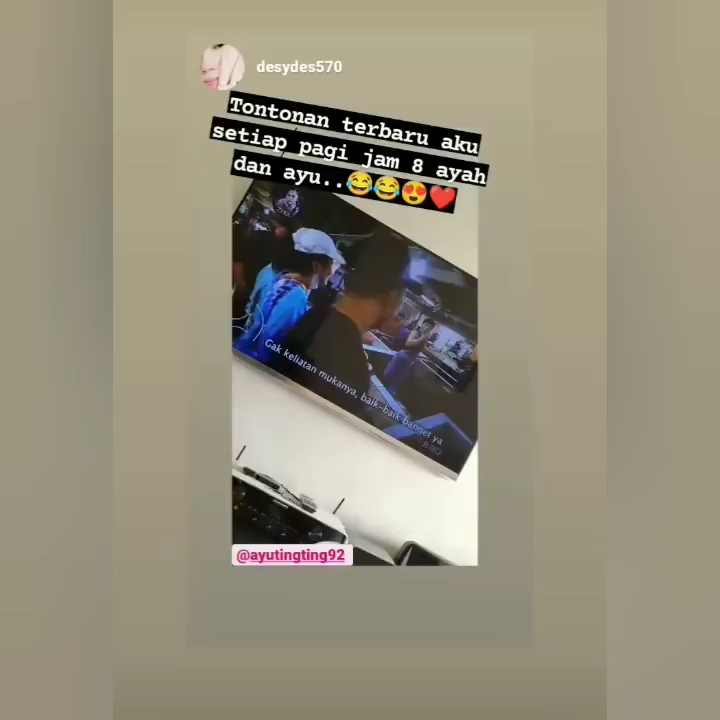 desydes570
Tontonan terbaru aku
setiap pagi jam 8 ayah
dan ayu..😂😂😍❤️
Gak keliatan mukanya, baik-baik banget ya
@ayutingting92